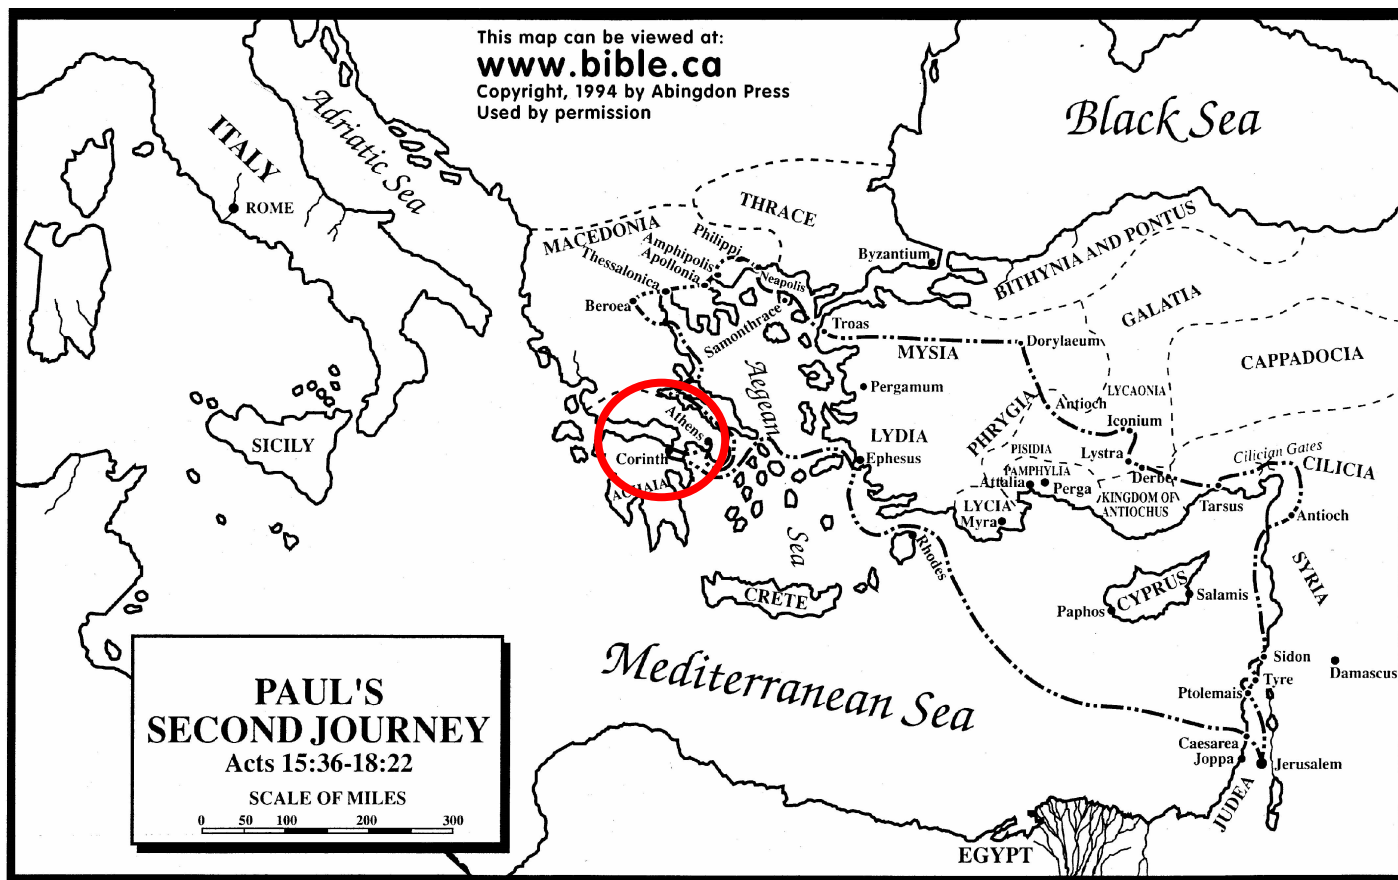 This map can be viewed at:
www.bible.ca
Copyright, 1994 by Abingdon Press
Used by permission
Black Sea
Adriatic Sea
ITALY
ROME
THRACE
MACEDONIA
Philippi
Amphipolis
Apollonia
Thessalonica
Neapolis
Beroea
Samonthrace
Byzantium
BITHYNIA AND PONTUS
GALATIA
CAPPADOCIA
Troas
MYSIA
Dorylaeum
Pergamum
Aegean
Sea
LYCAONIA
PHRYGIA
Antioch
Iconium
Athens
Corinth
ACHAIA
SICILY
LYDIA
Ephesus
PISIDIA
Lystra
Cilician Gates
CILICIA
PAMPHYLIA
Attalia
Perga
Derbe
KINGDOM OF
ANTIOCHUS
Tarsus
LYCIA
Myra
Antioch
Rhodes
SYRIA
CRETE
CYPRUS
Salamis
Paphos
Mediterranean Sea
Sidon
Damascus
Tyre
Ptolemais
Caesarea
Joppa
Jerusalem
JUDEA
EGYPT
PAUL'S
SECOND JOURNEY
Acts 15:36-18:22
SCALE OF MILES
0 50 100 200 300